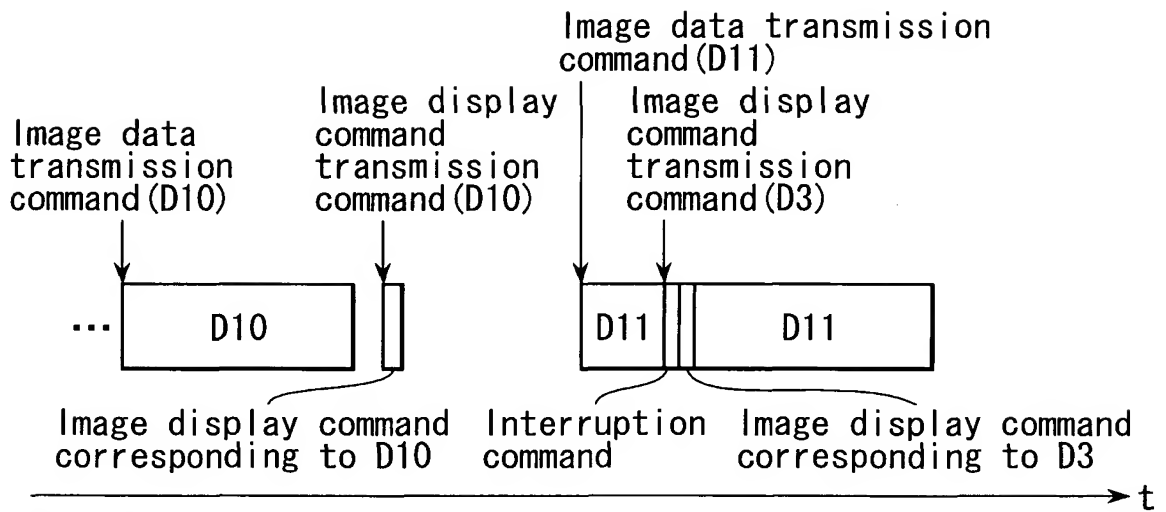 Image data transmission
command(D11)
Image display
command
transmission
command(D10)
Image display
command
transmission
command(D3)
Image data
transmission
command(D10)
... D10 D11 D11
Image display command
corresponding to D10
Interruption
command
Image display command
corresponding to D3
t